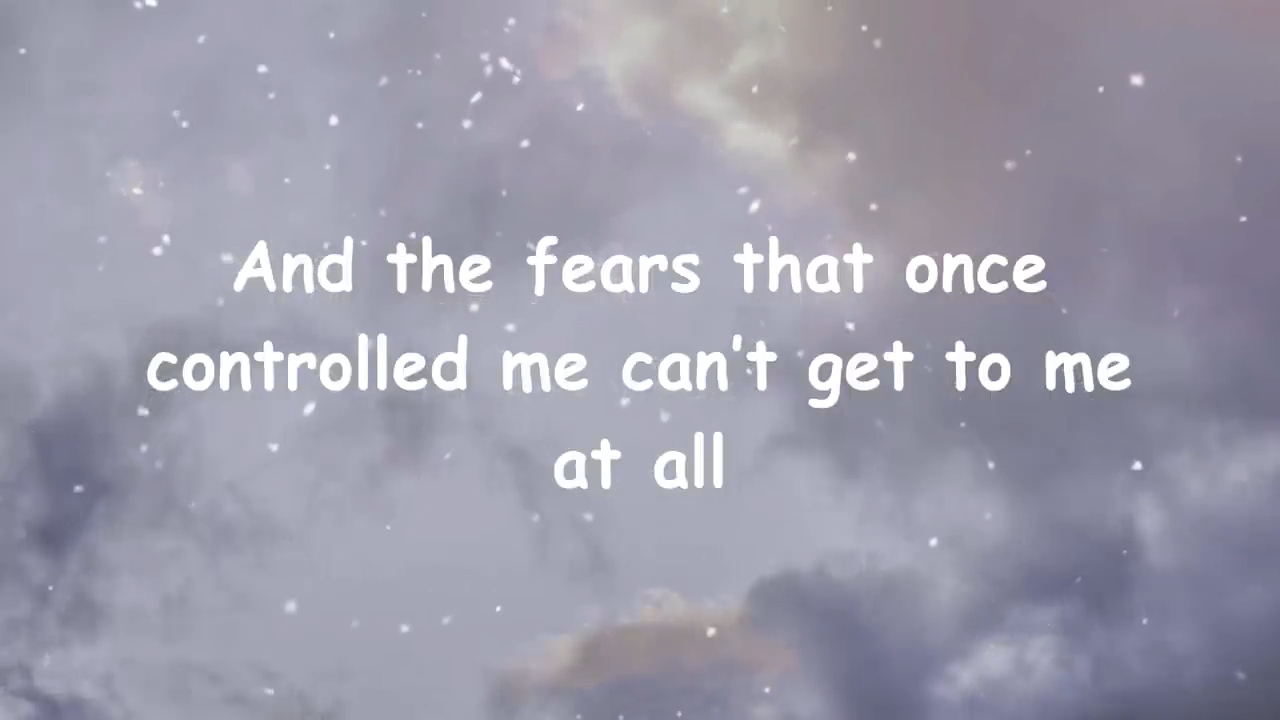 And the fears that once
controlled me can't get to me
at all